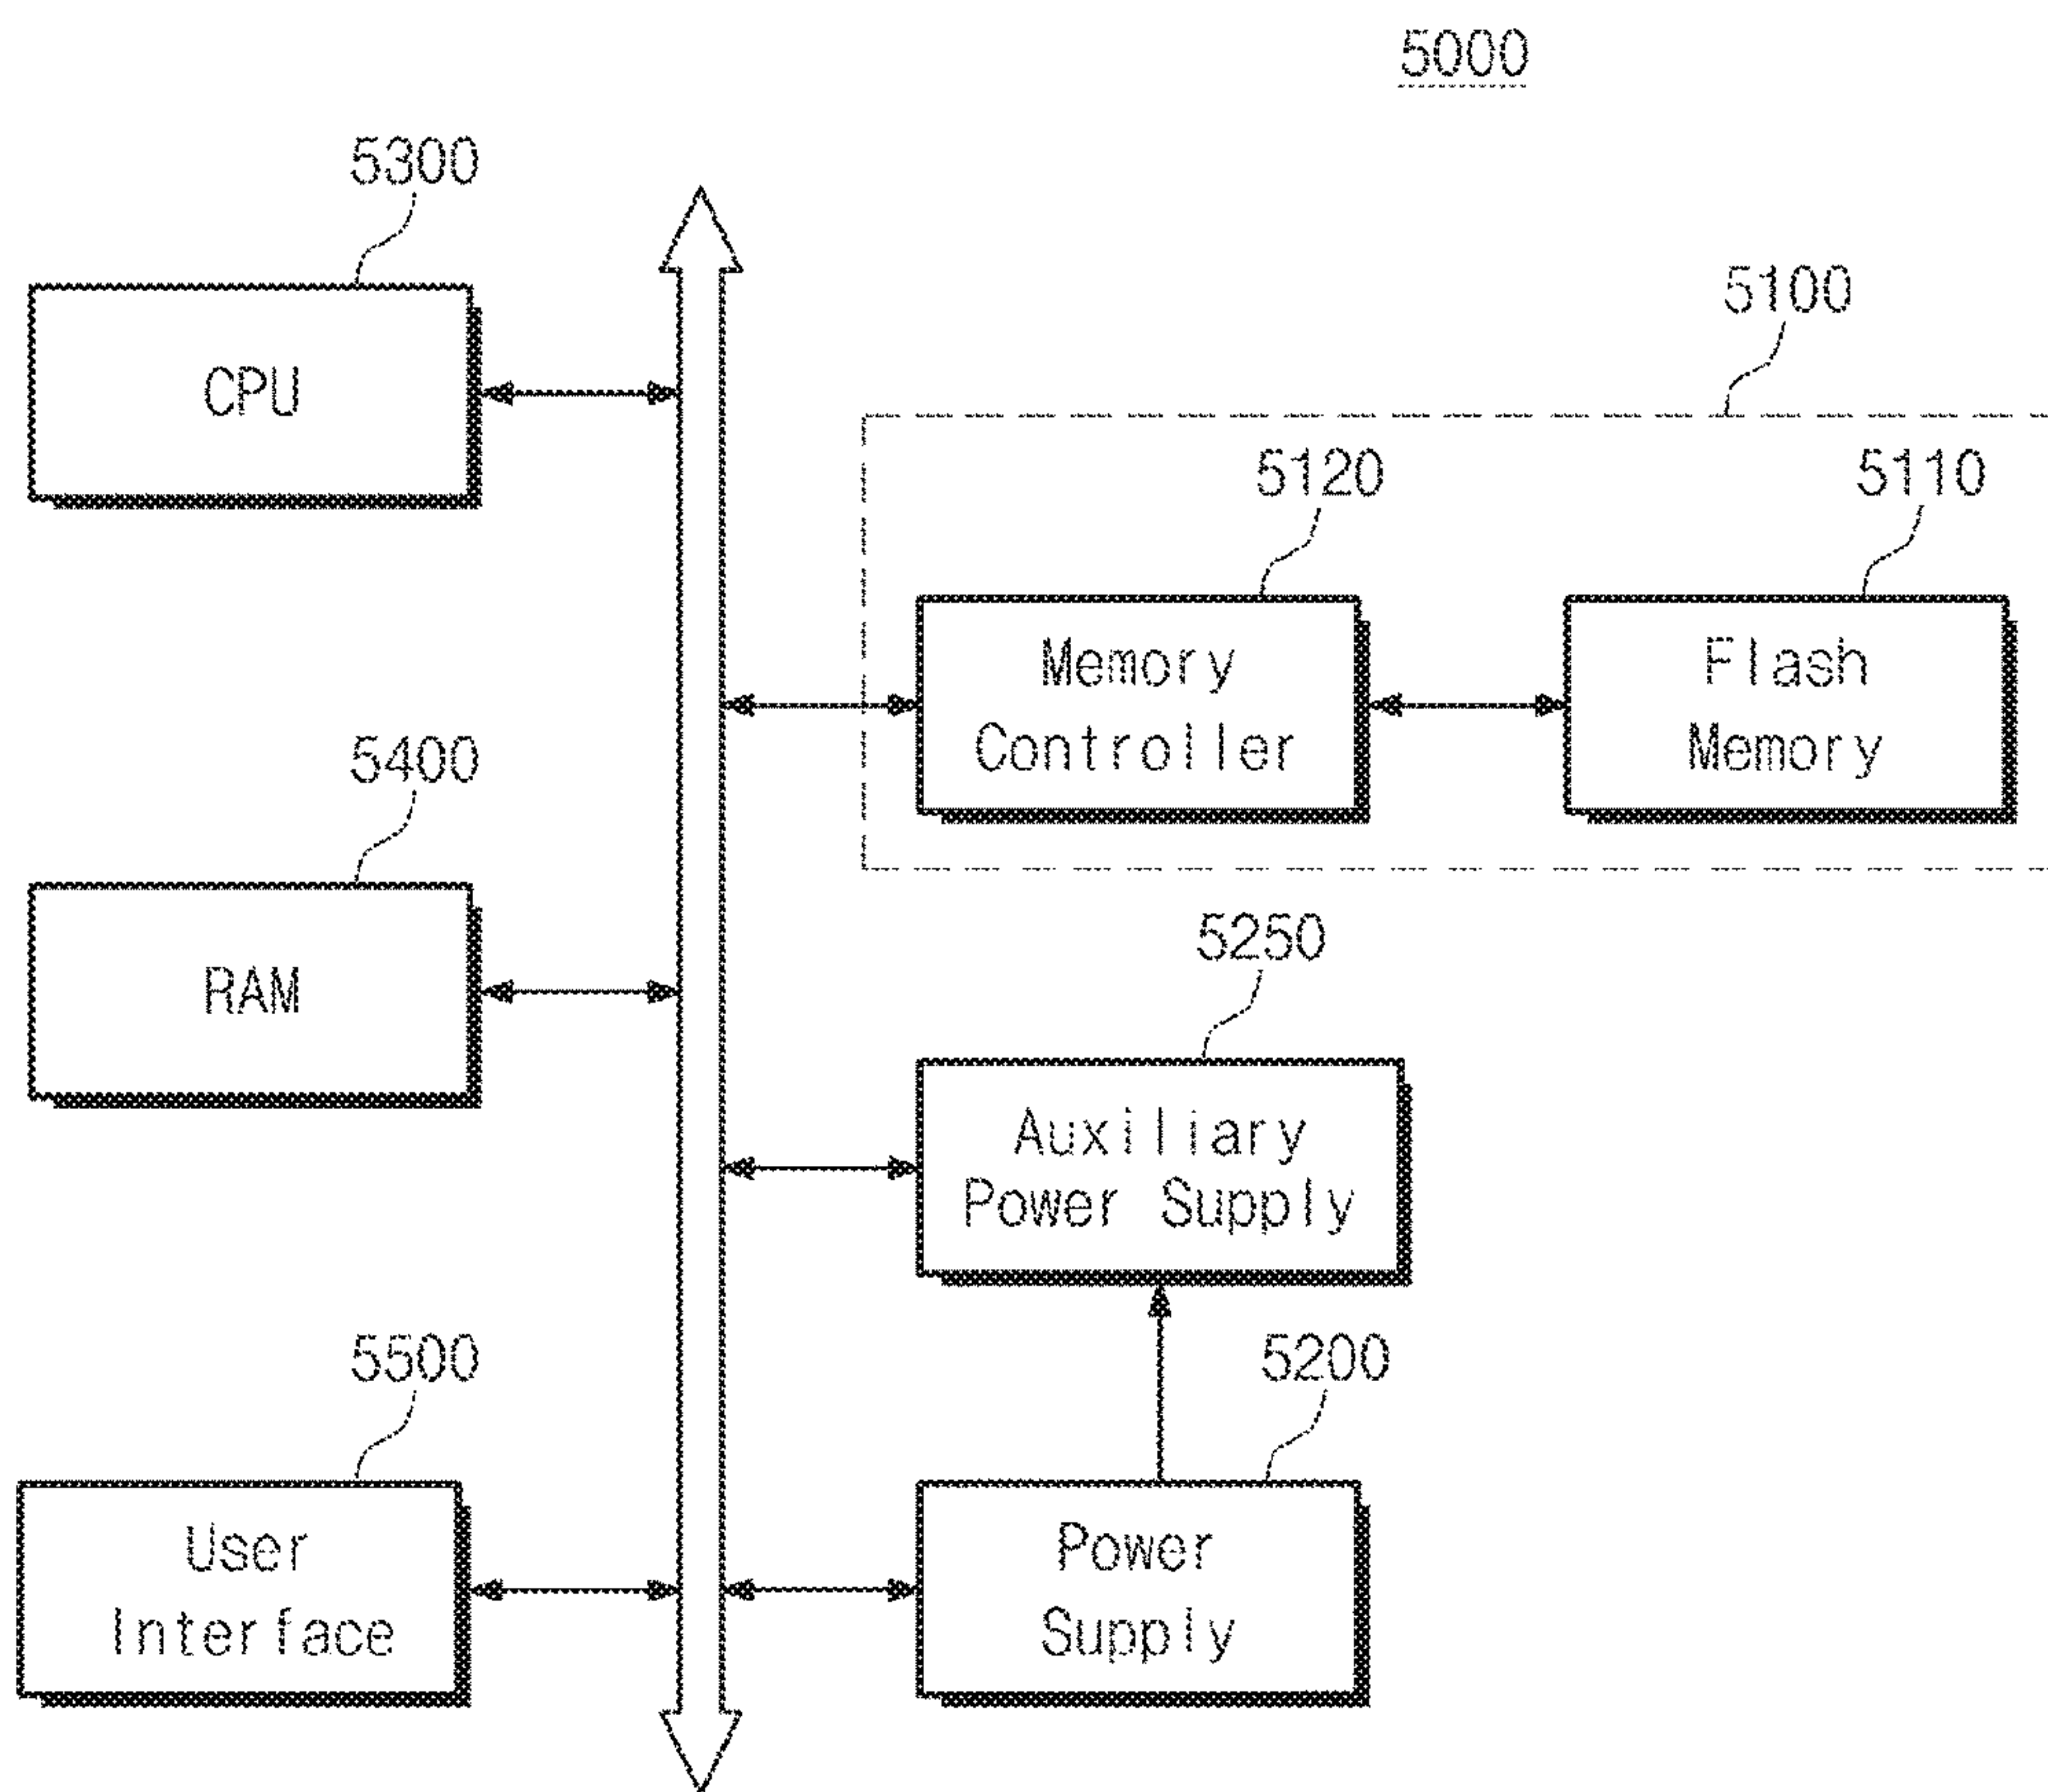 5000
5300
CPU
5100
5120
5110
Memory
Controller
Flash
Memory
5400
RAM
5250
Auxiliary
Power Supply
5500
User
Interface
5200
Power
Supply